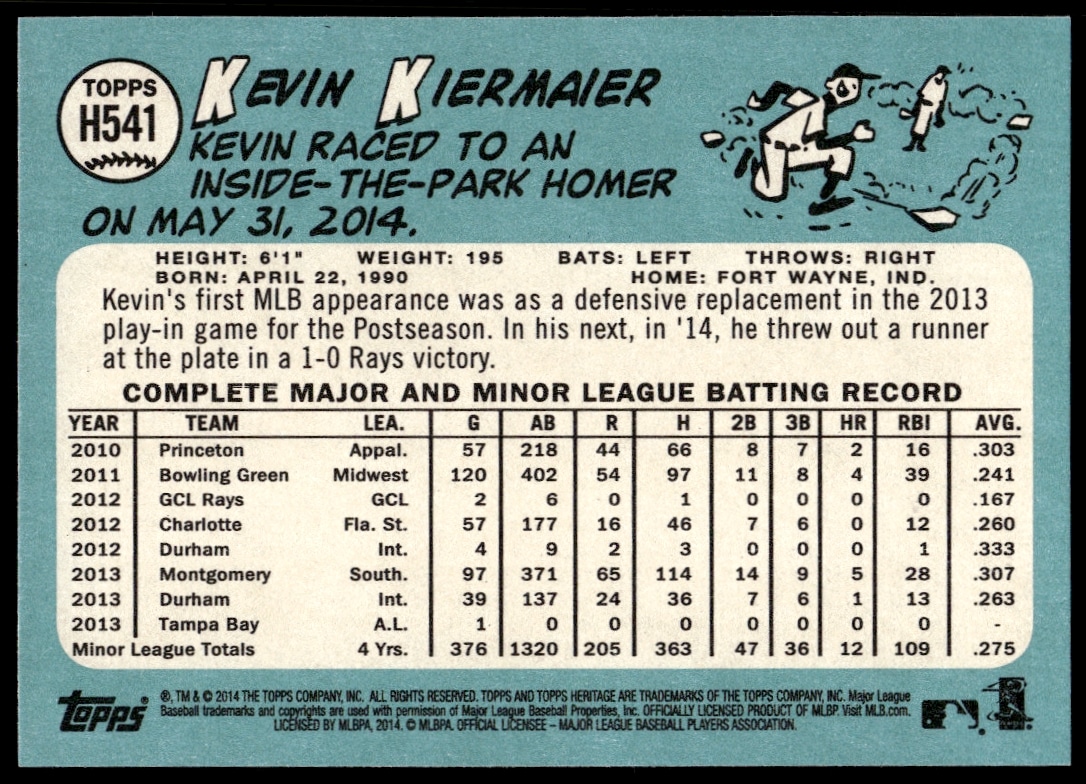 TOPPS
H541
KEVIN KIERMAIER
KEVIN RACED TO AN
INSIDE-THE-PARK HOMER
ON MAY 31, 2014.
HEIGHT: 6'1" WEIGHT: 195 BATS: LEFT THROWS: RIGHT
BORN: APRIL 22, 1990 HOME: FORT WAYNE, IND.
Kevin's first MLB appearance was as a defensive replacement in the 2013
play-in game for the Postseason. In his next, in '14, he threw out a runner
at the plate in a 1-0 Rays victory.
COMPLETE MAJOR AND MINOR LEAGUE BATTING RECORD
YEAR TEAM LEA. G AB R H 2B 3B HR RBI AVG.
2010 Princeton Appal. 57 218 44 66 8 7 2 16 .303
2011 Bowling Green Midwest 120 402 54 97 11 8 4 39 .241
2012 GCL Rays GCL 2 6 0 1 0 0 0 0 .167
2012 Charlotte Fla. St. 57 177 16 46 7 6 0 12 .260
2012 Durham Int. 4 9 2 3 0 0 0 1 .333
2013 Montgomery South. 97 371 65 114 14 9 5 28 .307
2013 Durham Int. 39 137 24 36 7 6 1 13 .263
2013 Tampa Bay A.L. 1 0 0 0 0 0 0 0 -
Minor League Totals 4 Yrs. 376 1320 205 363 47 36 12 109 .275
TOPPS
®, TM & © 2014 THE TOPPS COMPANY, INC. ALL RIGHTS RESERVED. TOPPS AND TOPPS HERITAGE ARE TRADEMARKS OF THE TOPPS COMPANY, INC. Major League
Baseball trademarks and copyrights are used with permission of Major League Baseball Properties, Inc. OFFICIALLY LICENSED PRODUCT OF MLBP. Visit MLB.com.
LICENSED BY MLBPA, 2014. © MLBPA. OFFICIAL LICENSEE – MAJOR LEAGUE BASEBALL PLAYERS ASSOCIATION.